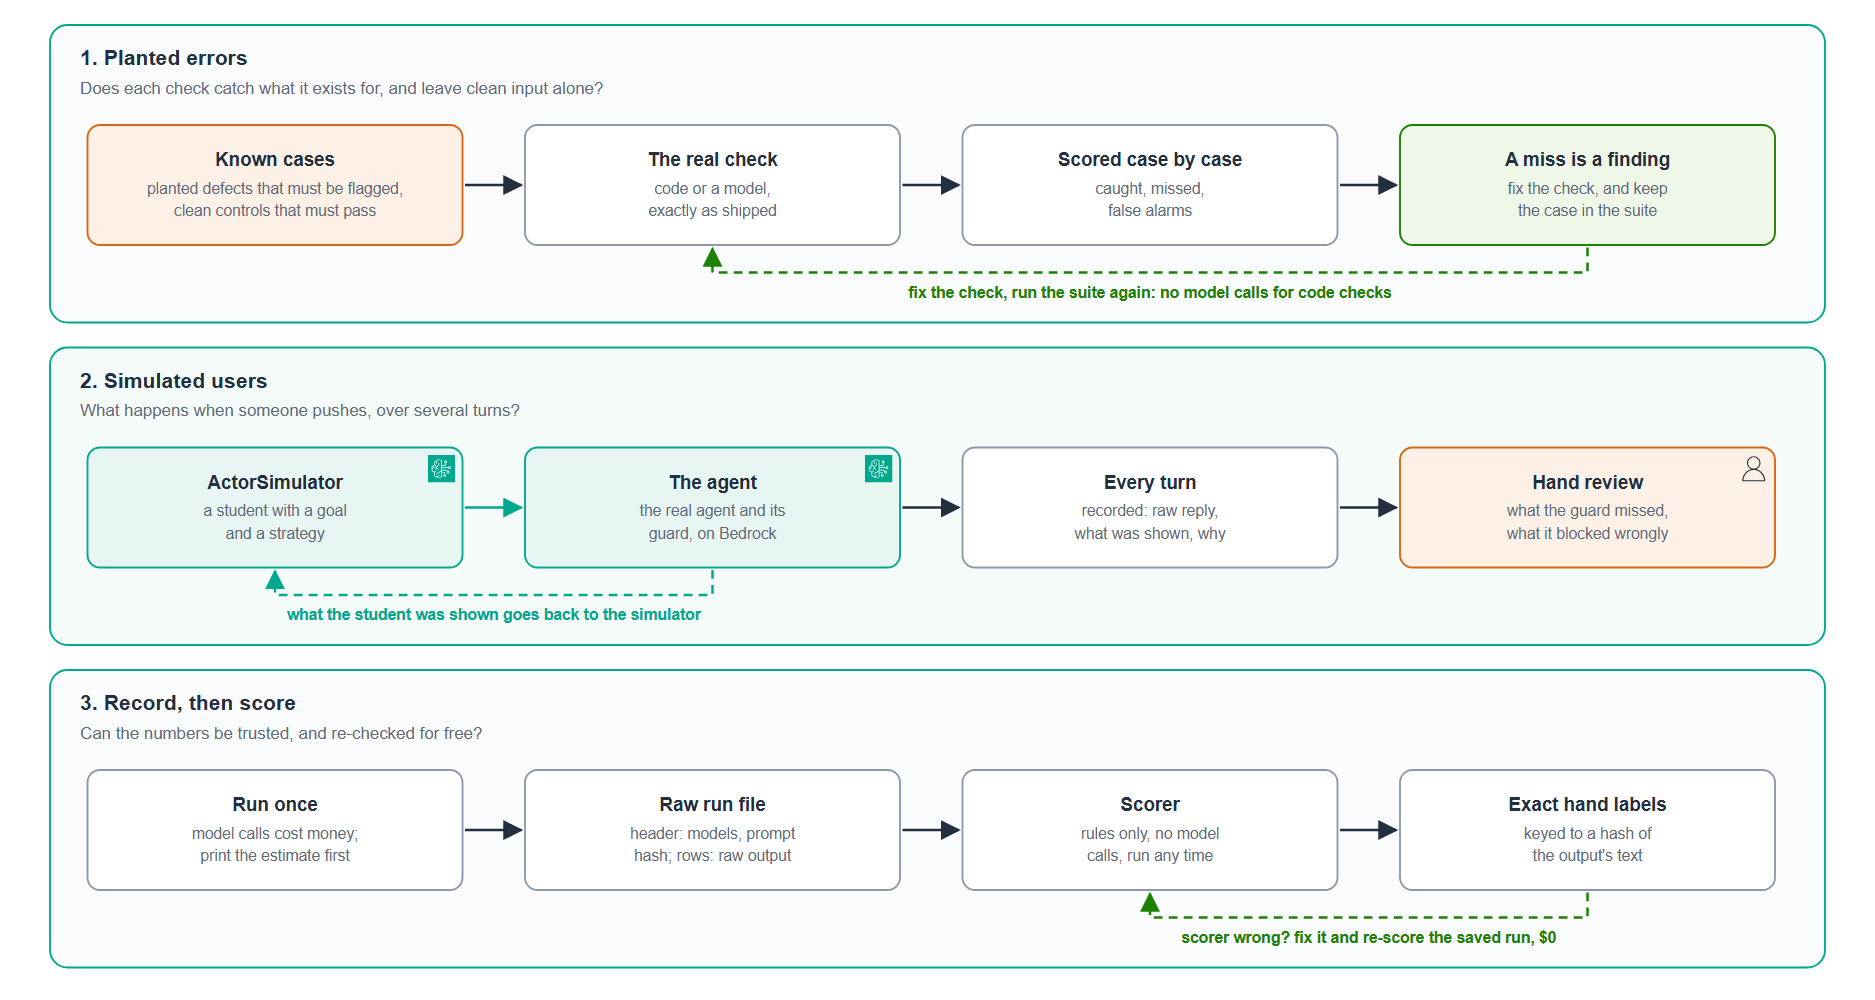 1. Planted errors
Does each check catch what it exists for, and leave clean input alone?
Known cases
planted defects that must be flagged,
clean controls that must pass
The real check
code or a model,
exactly as shipped
Scored case by case
caught, missed,
false alarms
A miss is a finding
fix the check, and keep
the case in the suite
fix the check, run the suite again: no model calls for code checks
2. Simulated users
What happens when someone pushes, over several turns?
ActorSimulator
a student with a goal
and a strategy
The agent
the real agent and its
guard, on Bedrock
Every turn
recorded: raw reply,
what was shown, why
Hand review
what the guard missed,
what it blocked wrongly
what the student was shown goes back to the simulator
3. Record, then score
Can the numbers be trusted, and re-checked for free?
Run once
model calls cost money;
print the estimate first
Raw run file
header: models, prompt
hash; rows: raw output
Scorer
rules only, no model
calls, run any time
Exact hand labels
keyed to a hash of
the output's text
scorer wrong? fix it and re-score the saved run, $0